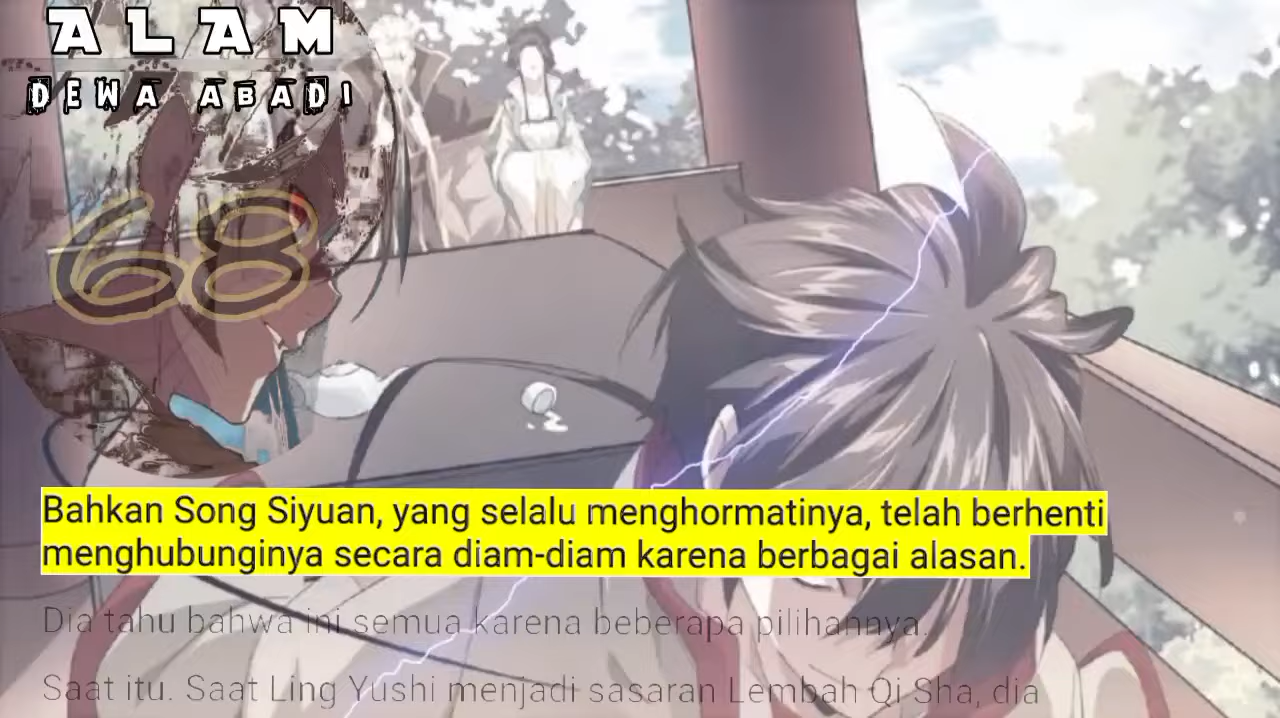 ALAM
DEWA ABADI
68
Bahkan Song Siyuan, yang selalu menghormatinya, telah berhenti
menghubunginya secara diam-diam karena berbagai alasan.
Dia tahu bahwa ini semua karena beberapa pilihannya.
Saat itu. Saat Ling Yushi menjadi sasaran Lembah Qi Sha, dia